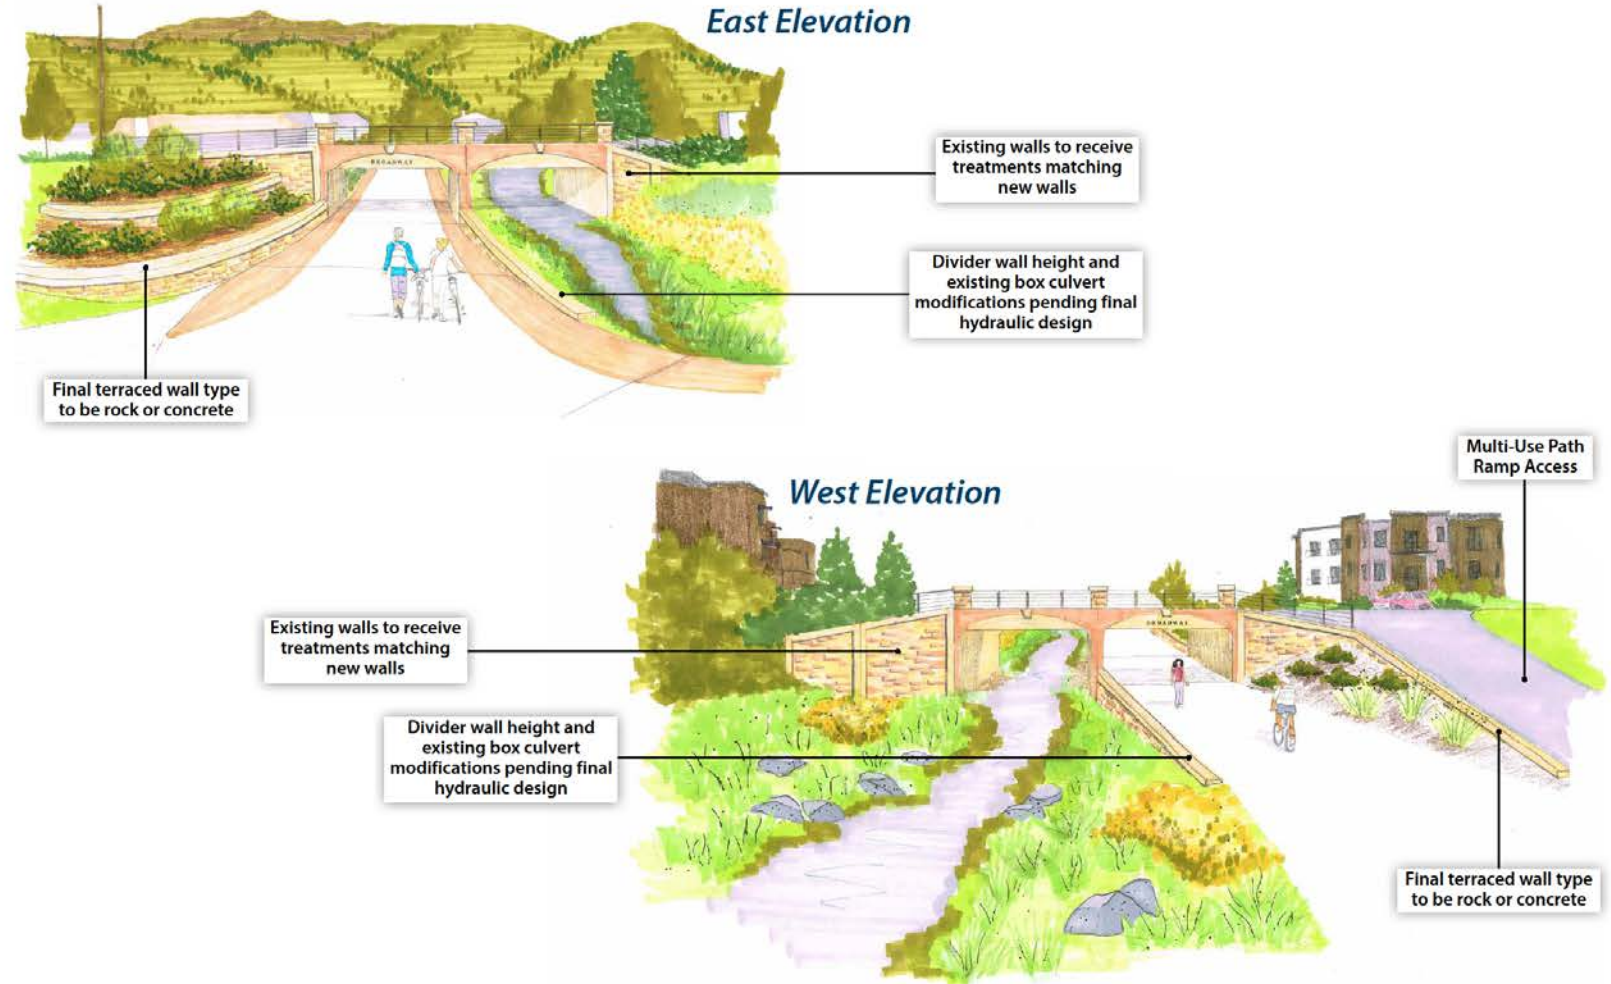 East Elevation
BROADWAY
Existing walls to receive
treatments matching
new walls
Divider wall height and
existing box culvert
modifications pending final
hydraulic design
Final terraced wall type
to be rock or concrete
Multi-Use Path
Ramp Access
West Elevation
BROADWAY
Existing walls to receive
treatments matching
new walls
Divider wall height and
existing box culvert
modifications pending final
hydraulic design
Final terraced wall type
to be rock or concrete